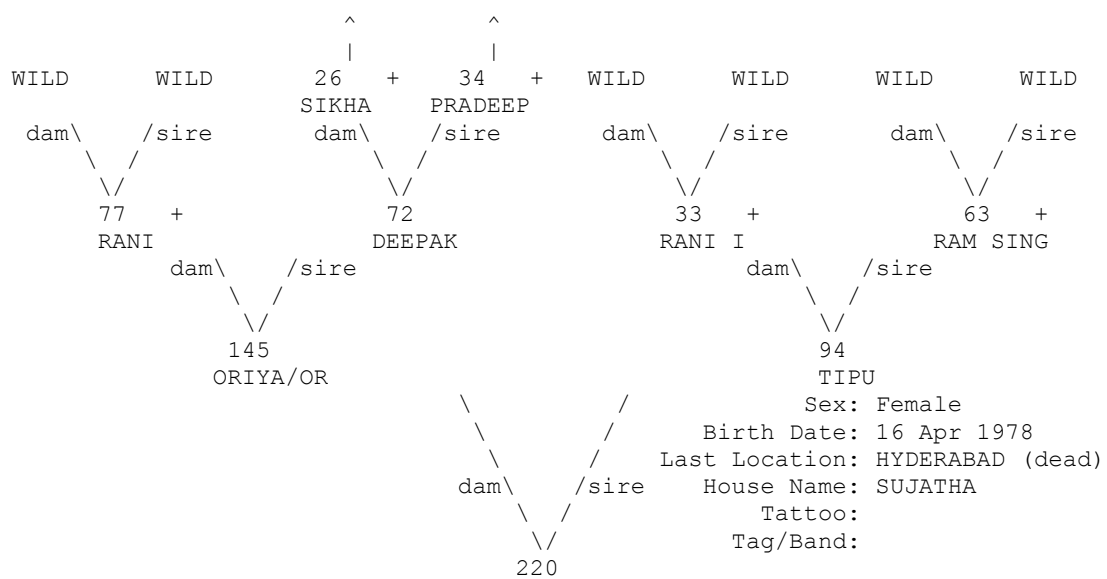 ^ ^
| |
WILD WILD 26 + 34 + WILD WILD WILD WILD
SIKHA PRADEEP
dam\ /sire dam\ /sire dam\ /sire dam\ /sire
\ / \ / \ / \ /
\/ \/ \/ \/
77 + 72 33 + 63 +
RANI DEEPAK RANI I RAM SING
dam\ /sire dam\ /sire
\ / \ /
\/ \/
145 94
ORIYA/OR TIPU
\ / Sex: Female
\ / Birth Date: 16 Apr 1978
\ / Last Location: HYDERABAD (dead)
dam\ /sire House Name: SUJATHA
\ / Tattoo:
\/ Tag/Band:
220